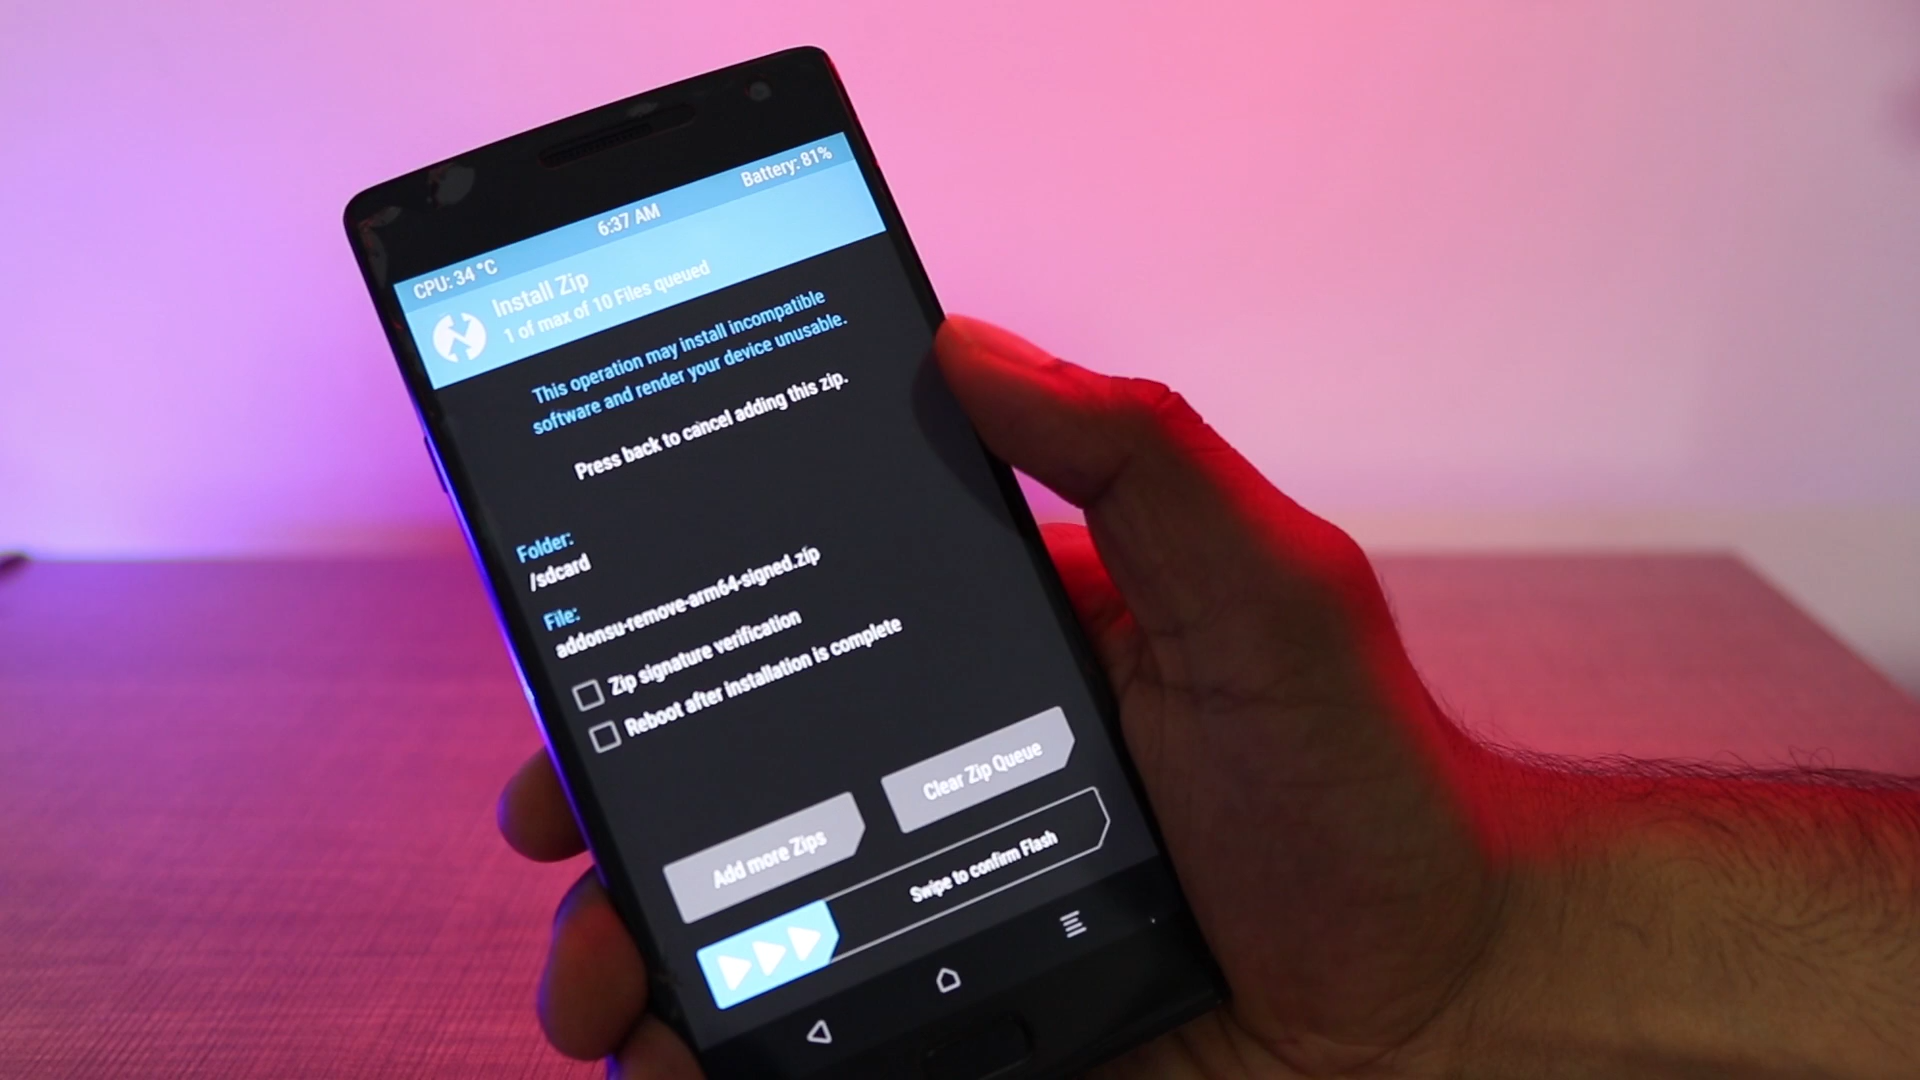 Battery: 81%
6:37 AM
CPU: 34 °C
Install Zip
1 of max of 10 Files queued
This operation may install incompatible
software and render your device unusable.
Press back to cancel adding this zip.
Folder:
/sdcard
File:
addonsu-remove-arm64-signed.zip
Zip signature verification
Reboot after installation is complete
Clear Zip Queue
Add more Zips
Swipe to confirm Flash